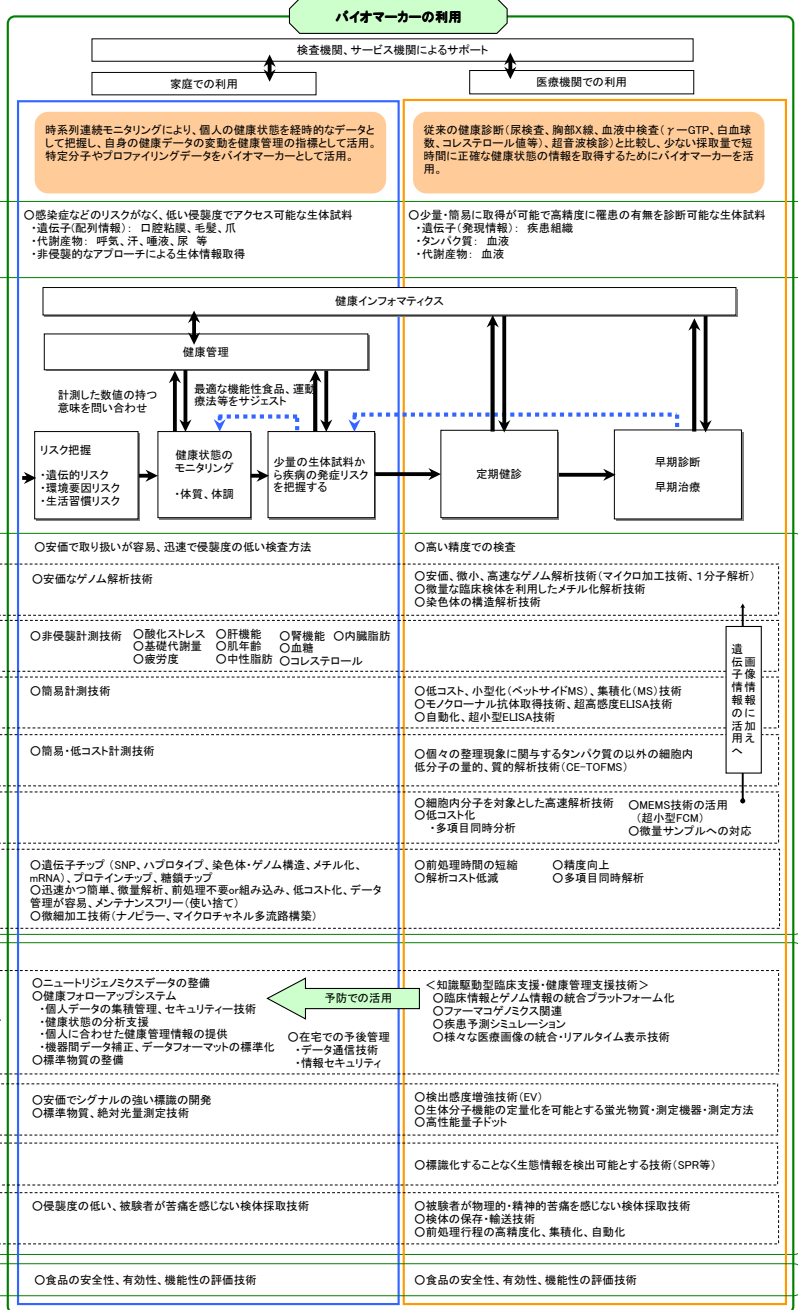 バイオマーカーの利用
検査機関、サービス機関によるサポート
家庭での利用
医療機関での利用
時系列連続モニタリングにより、個人の健康状態を経時的なデータと
して把握し、自身の健康データの変動を健康管理の指標として活用。
特定分子やプロファイリングデータをバイオマーカーとして活用。
従来の健康診断(尿検査、胸部X線、血液中検査(γーGTP、白血球
数、コレステロール値等)、超音波検診)と比較し、少ない採取量で短
時間に正確な健康状態の情報を取得するためにバイオマーカーを活
用。
○感染症などのリスクがなく、低い侵襲度でアクセス可能な生体試料
・遺伝子(配列情報): 口腔粘膜、毛髪、爪
・代謝産物: 呼気、汗、唾液、尿 等
・非侵襲的なアプローチによる生体情報取得
○少量・簡易に取得が可能で高精度に罹患の有無を診断可能な生体試料
・遺伝子(発現情報): 疾患組織
・タンパク質: 血液
・代謝産物: 血液
健康インフォマティクス
健康管理
計測した数値の持つ
意味を問い合わせ
最適な機能性食品、運動
療法等をサジェスト
リスク把握
・遺伝的リスク
・環境要因リスク
・生活習慣リスク
健康状態の
モニタリング
・体質、体調
少量の生体試料か
ら疾病の発症リスク
を把握する
定期健診
早期診断
早期治療
○安価で取り扱いが容易、迅速で侵襲度の低い検査方法
○高い精度での検査
○安価なゲノム解析技術
○安価、微小、高速なゲノム解析技術(マイクロ加工技術、1分子解析)
○微量な臨床検体を利用したメチル化解析技術
○染色体の構造解析技術
○非侵襲計測技術 ○酸化ストレス ○肝機能 ○腎機能 ○内臓脂肪
○基礎代謝量 ○肌年齢 ○血糖
○疲労度 ○中性脂肪 ○コレステロール
画像情報に加え
遺伝子情報の活用へ
○簡易計測技術
○低コスト、小型化(ベットサイドMS)、集積化(MS)技術
○モノクローナル抗体取得技術、超高感度ELISA技術
○自動化、超小型ELISA技術
○簡易・低コスト計測技術
○個々の整理現象に関与するタンパク質の以外の細胞内
低分子の量的、質的解析技術(CE-TOFMS)
○細胞内分子を対象とした高速解析技術
○低コスト化
・多項目同時分析
○MEMS技術の活用
(超小型FCM)
○微量サンプルへの対応
○遺伝子チップ (SNP、ハプロタイプ、染色体・ゲノム構造、メチル化、
mRNA)、プロテインチップ、糖鎖チップ
○迅速かつ簡単、微量解析、前処理不要or組み込み、低コスト化、データ
管理が容易、メンテナンスフリー(使い捨て)
○微細加工技術(ナノピラー、マイクロチャネル多流路構築)
○前処理時間の短縮 ○精度向上
○解析コスト低減 ○多項目同時解析
○ニュートリジェノミクスデータの整備
○健康フォローアップシステム
・個人データの集積管理、セキュリティー技術
・健康状態の分析支援
・個人に合わせた健康管理情報の提供
・機器間データ補正、データフォーマットの標準化
○標準物質の整備
予防での活用
○在宅での予後管理
・データ通信技術
・情報セキュリティ
<知識駆動型臨床支援・健康管理支援技術>
○臨床情報とゲノム情報の統合プラットフォーム化
○ファーマコゲノミクス関連
○疾患予測シミュレーション
○様々な医療画像の統合・リアルタイム表示技術
○安価でシグナルの強い標識の開発
○標準物質、絶対光量測定技術
○検出感度増強技術(EV)
○生体分子機能の定量化を可能とする蛍光物質・測定機器・測定方法
○高性能量子ドット
○標識化することなく生態情報を検出可能とする技術(SPR等)
○侵襲度の低い、被験者が苦痛を感じない検体採取技術
○被験者が物理的・精神的苦痛を感じない検体採取技術
○検体の保存・輸送技術
○前処理行程の高精度化、集積化、自動化
○食品の安全性、有効性、機能性の評価技術
○食品の安全性、有効性、機能性の評価技術